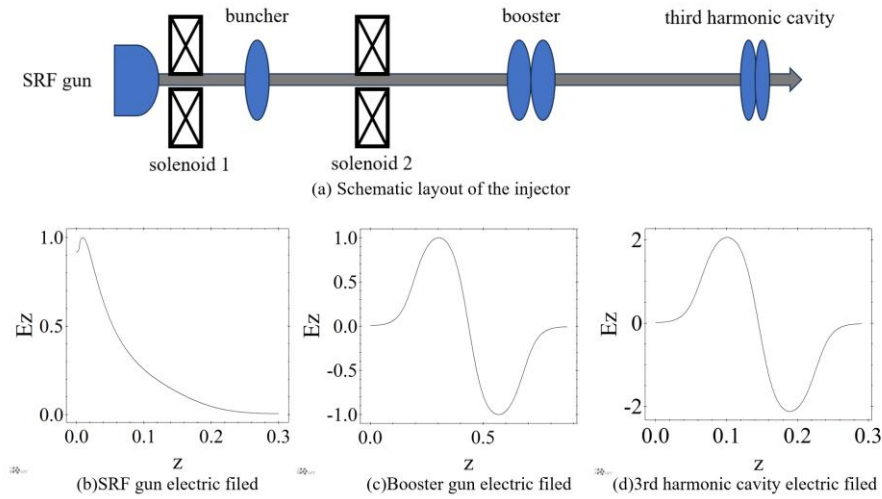 buncher
booster
third harmonic cavity
SRF gun
solenoid 1
solenoid 2
(a) Schematic layout of the injector
1.0
0.5
0.0
Ez
0.0
0.1
0.2
0.3
z
(b)SRF gun electric filed
1.0
0.5
0.0
-0.5
-1.0
Ez
0.0
0.5
z
(c)Booster gun electric filed
2
0
-2
Ez
0.0
0.1
0.2
0.3
z
(d)3rd harmonic cavity electric filed